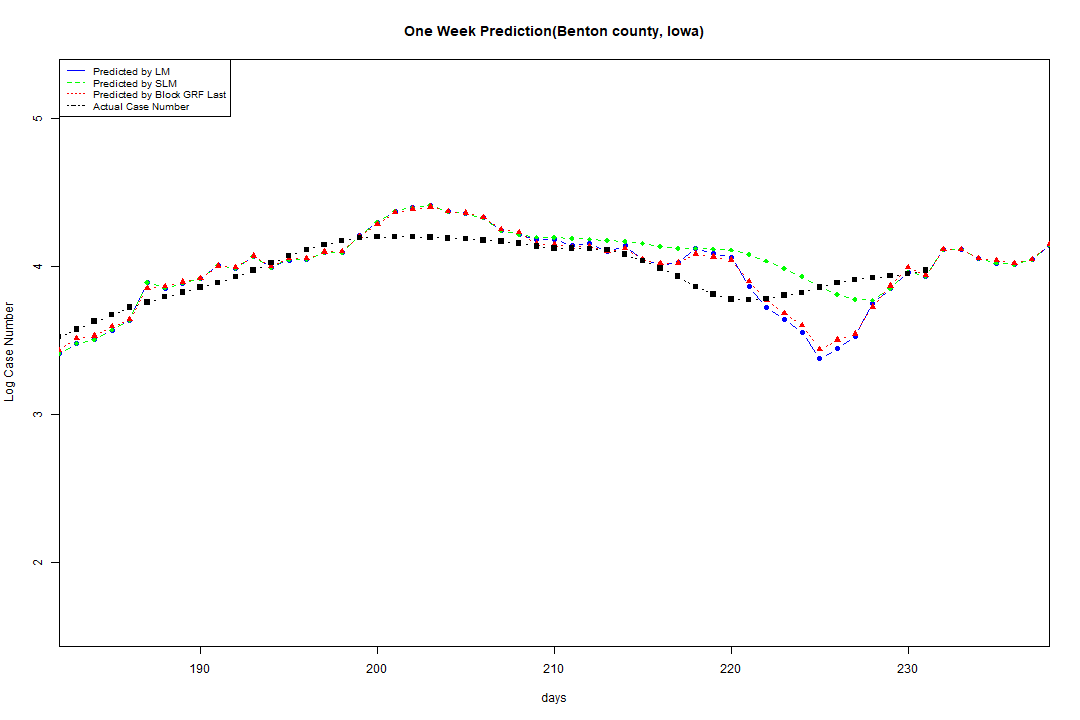 One Week Prediction(Benton county, Iowa)
Predicted by LM
Predicted by SLM
Predicted by Block GRF Last
Actual Case Number
5
4
3
2
Log Case Number
190 200 210 220 230
days